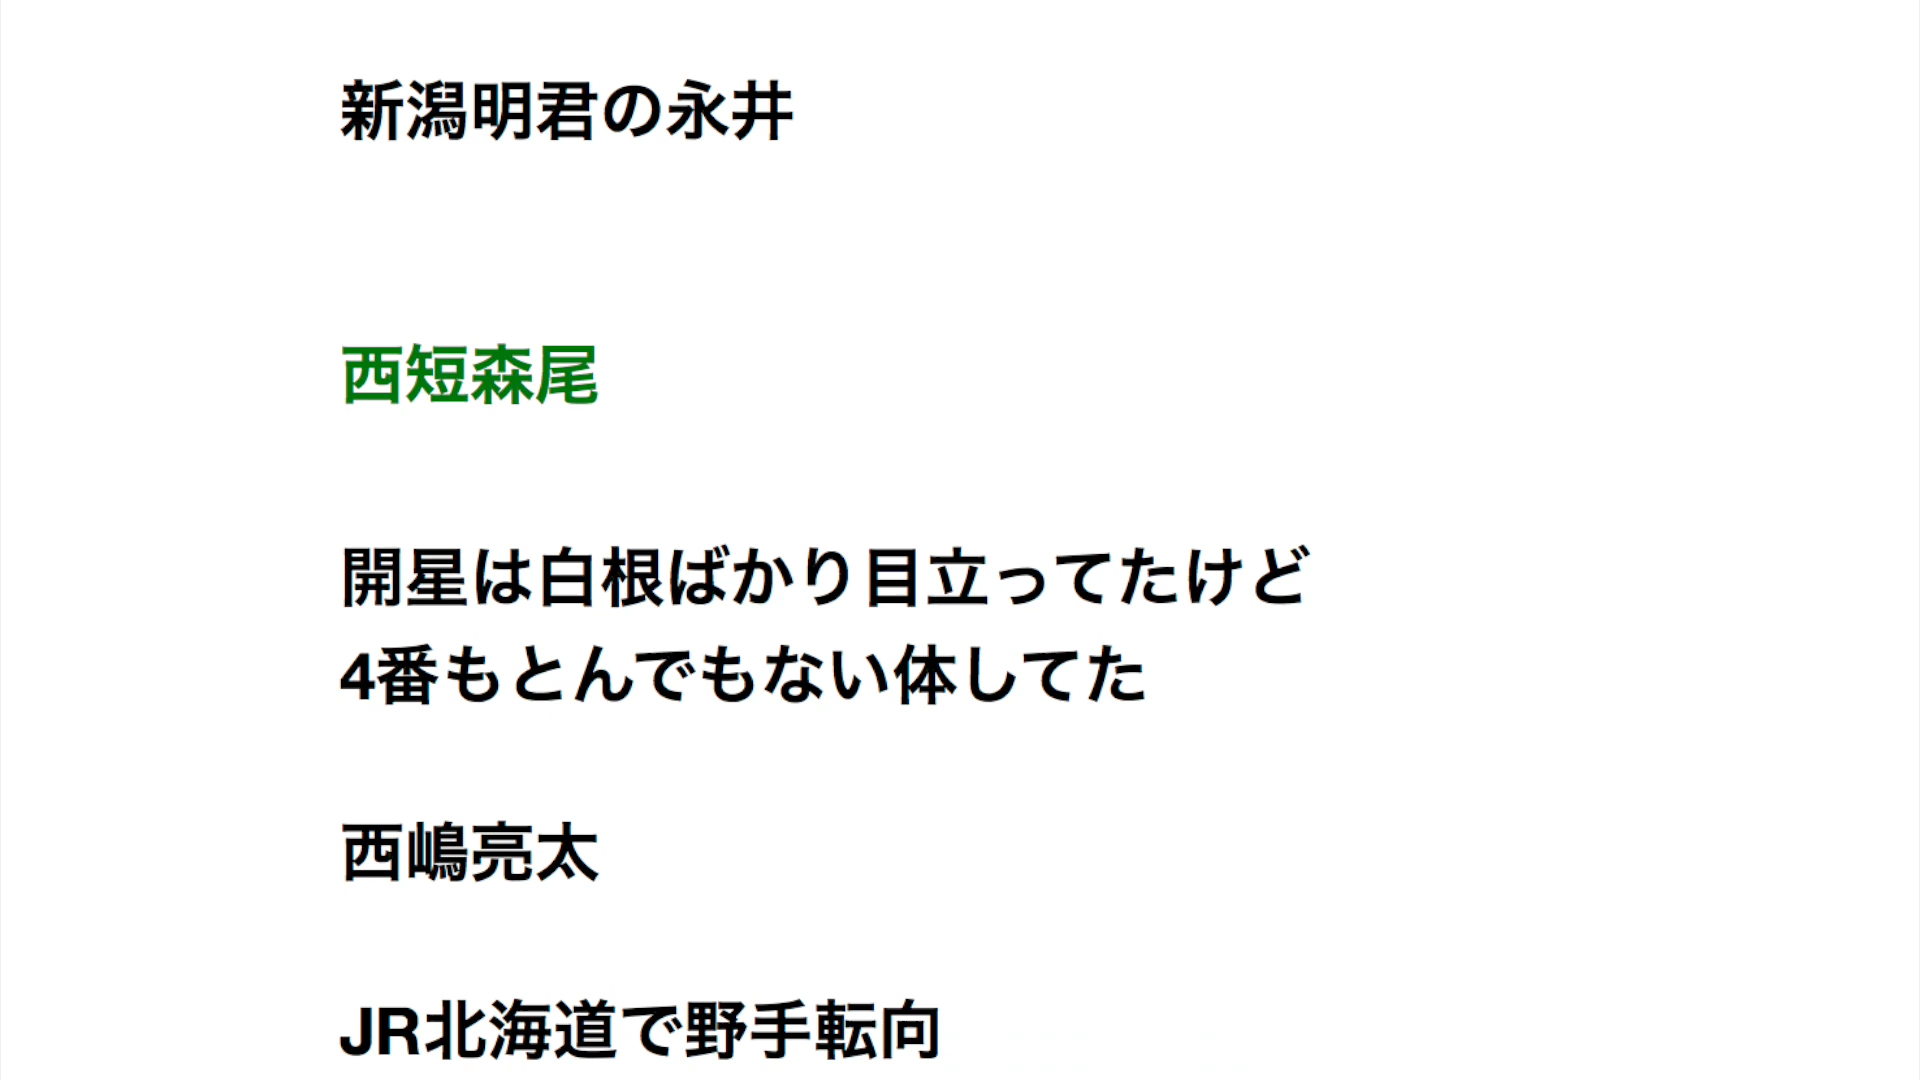 新潟明君の永井
西短森尾
開星は白根ばかり目立ってたけど
4番もとんでもない体してた
西嶋亮太
JR北海道で野手転向